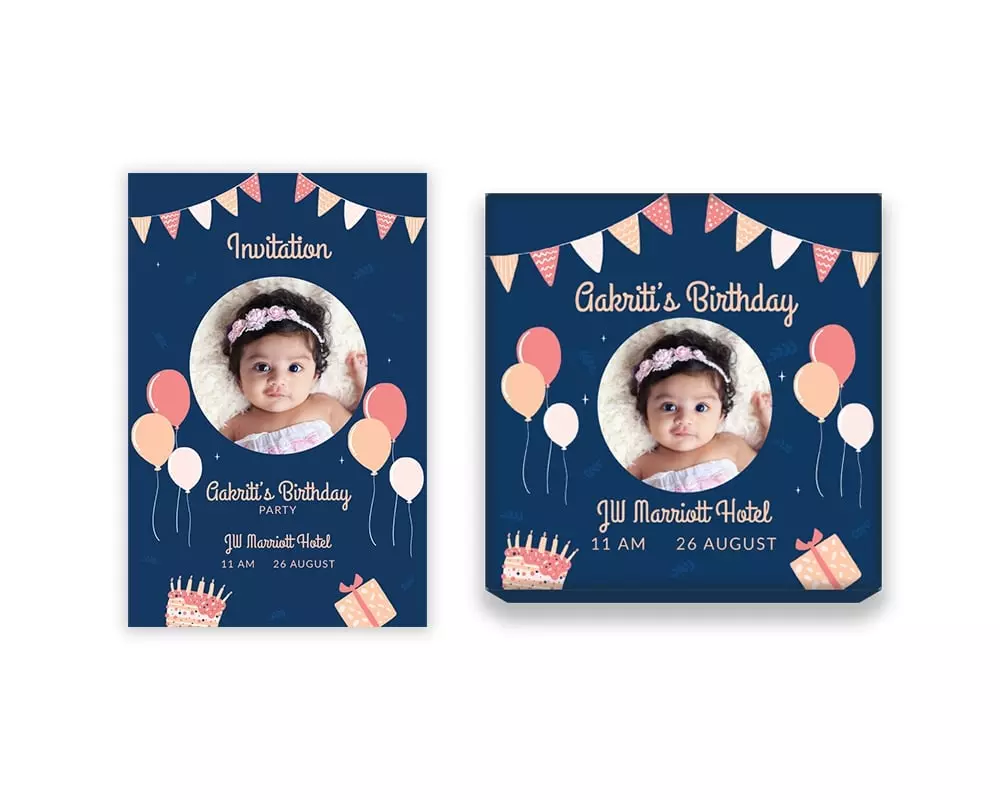 Invitation
Aakriti's Birthday
PARTY
JW Marriott Hotel
11 AM 26 AUGUST
Aakriti's Birthday
JW Marriott Hotel
11 AM 26 AUGUST